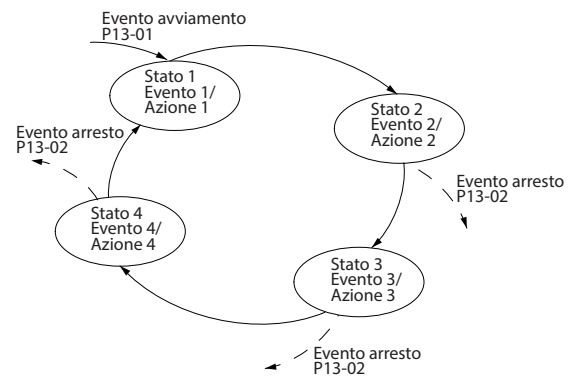 Evento avviamento
P13-01
Stato 1
Evento 1/
Azione 1
Stato 2
Evento 2/
Azione 2
Evento arresto
P13-02
Evento arresto
P13-02
Stato 4
Evento 4/
Azione 4
Stato 3
Evento 3/
Azione 3
Evento arresto
P13-02